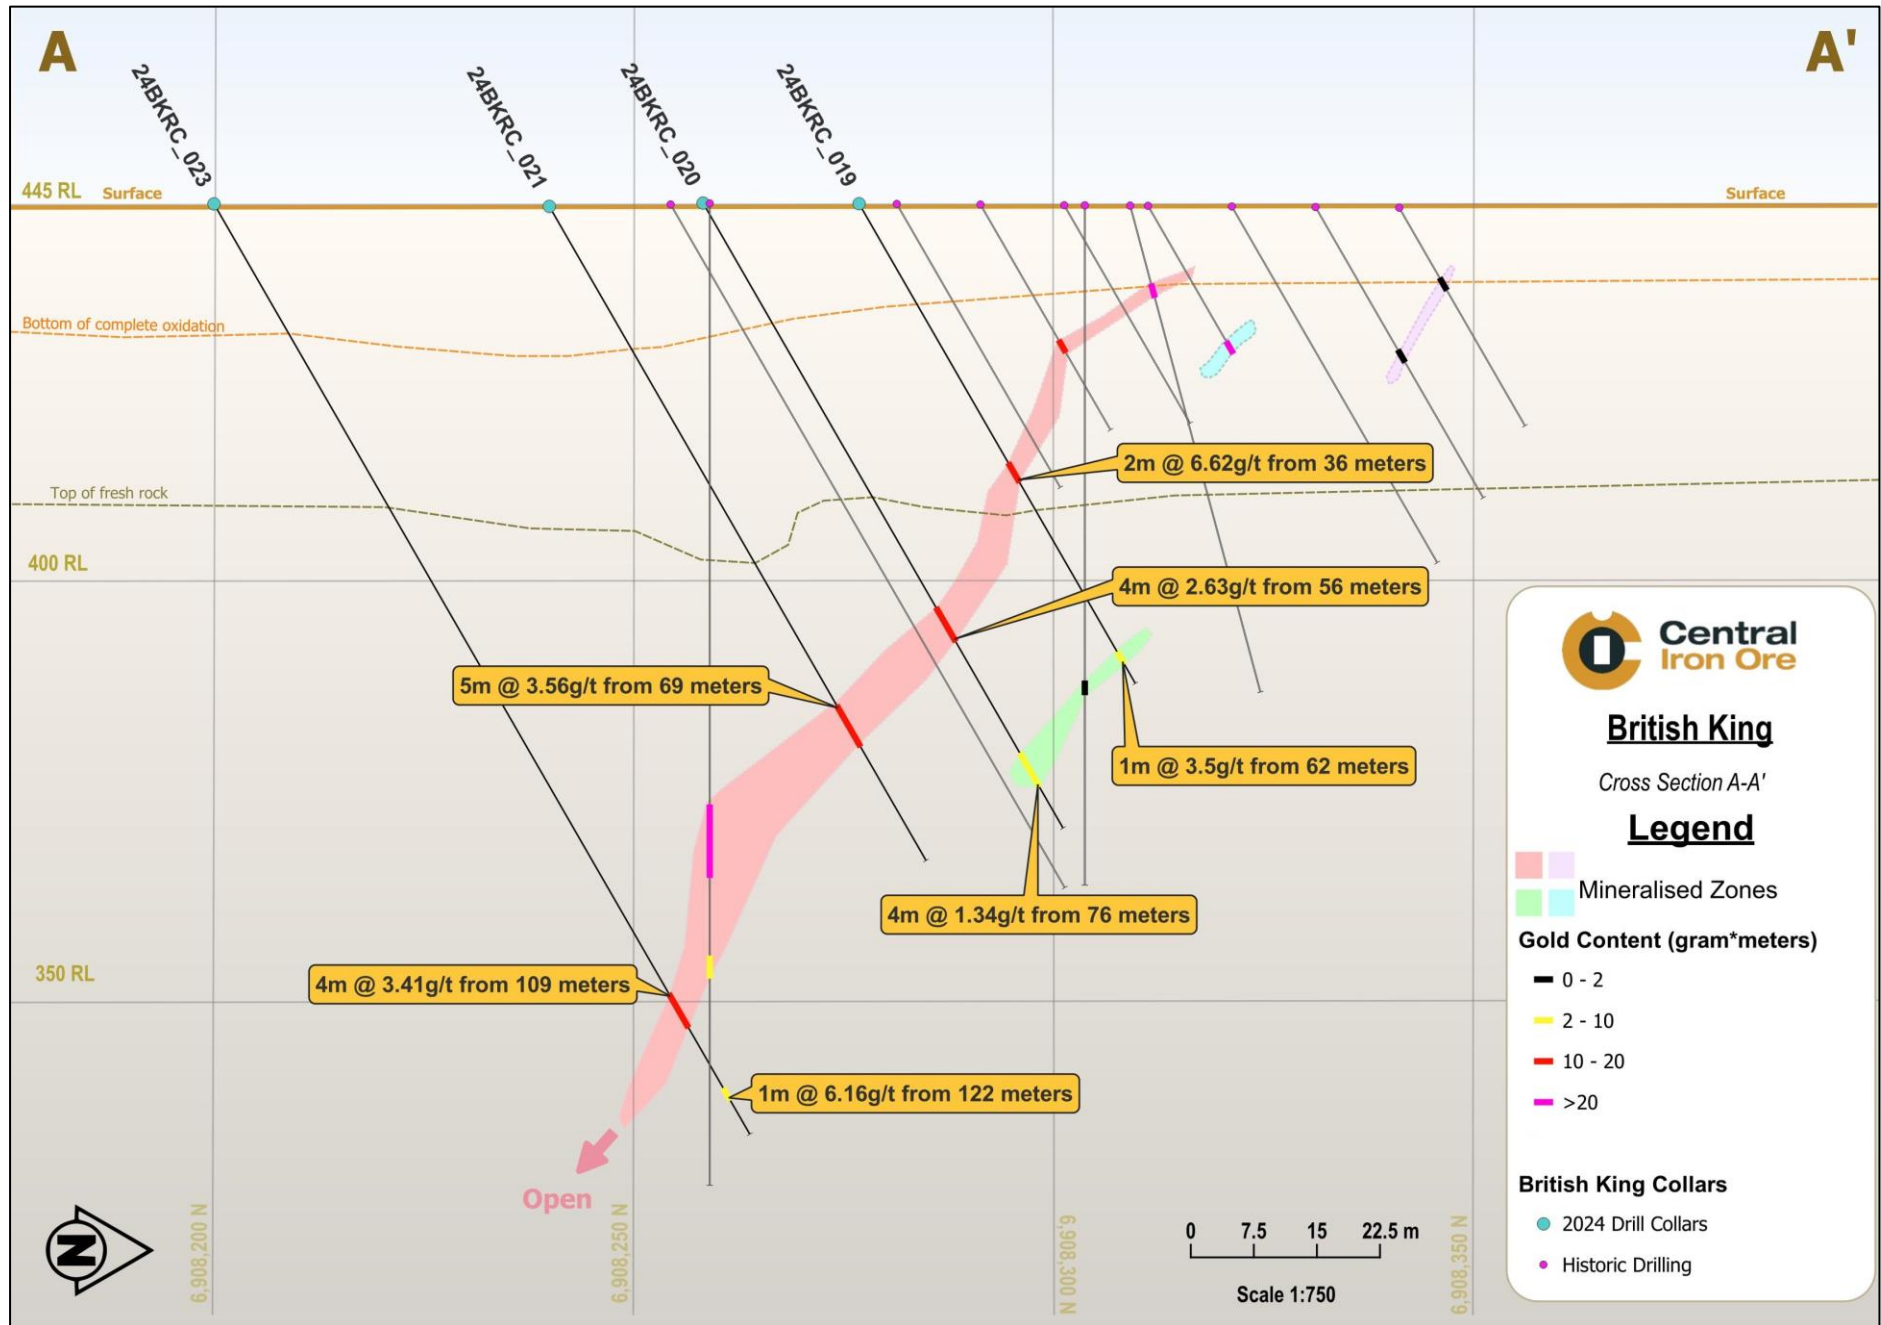 A
A'
24BKRC_023
24BKRC_021
24BKRC_020
24BKRC_019
445 RL
Surface
Surface
Bottom of complete oxidation
Top of fresh rock
2m @ 6.62g/t from 36 meters
400 RL
4m @ 2.63g/t from 56 meters
5m @ 3.56g/t from 69 meters
1m @ 3.5g/t from 62 meters
4m @ 1.34g/t from 76 meters
350 RL
4m @ 3.41g/t from 109 meters
1m @ 6.16g/t from 122 meters
Open
N
6,908,200 N
6,908,250 N
6,908,300 N
6,908,350 N
0 7.5 15 22.5 m
Scale 1:750
Central
Iron Ore
British King
Cross Section A-A'
Legend
Mineralised Zones
Gold Content (gram*meters)
0 - 2
2 - 10
10 - 20
>20
British King Collars
2024 Drill Collars
Historic Drilling